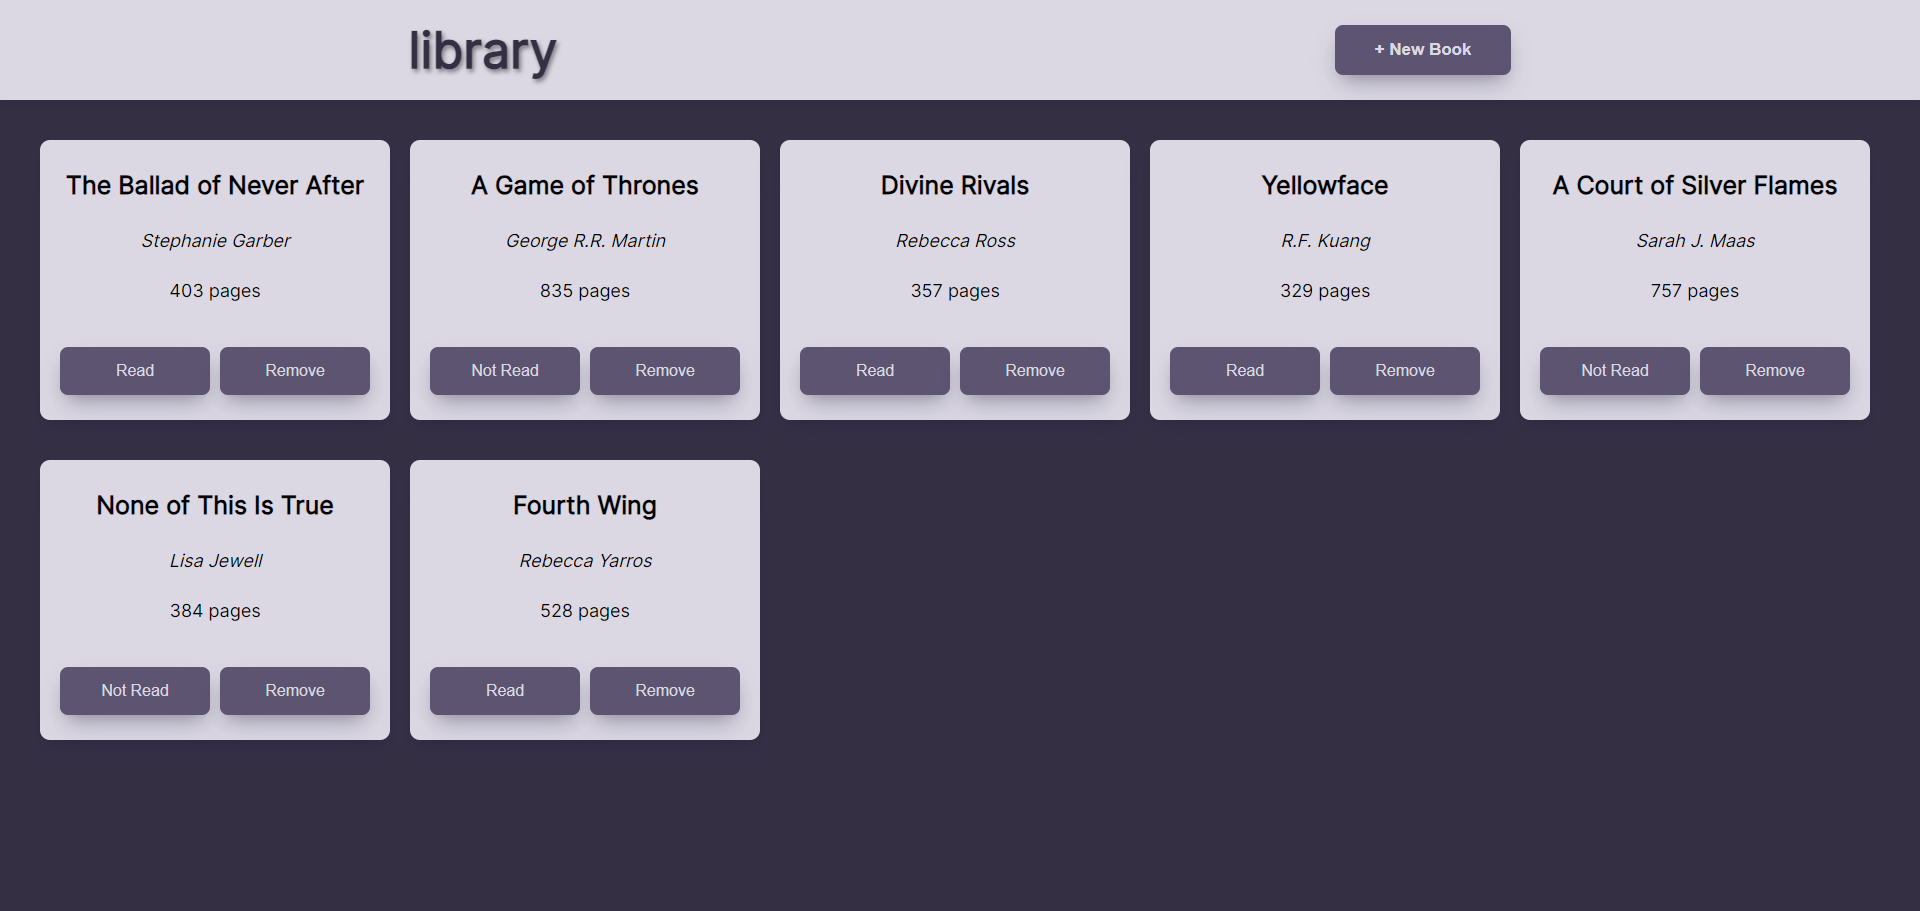 library
+ New Book
The Ballad of Never After
Stephanie Garber
403 pages
Read Remove
A Game of Thrones
George R.R. Martin
835 pages
Not Read Remove
Divine Rivals
Rebecca Ross
357 pages
Read Remove
Yellowface
R.F. Kuang
329 pages
Read Remove
A Court of Silver Flames
Sarah J. Maas
757 pages
Not Read Remove
None of This Is True
Lisa Jewell
384 pages
Not Read Remove
Fourth Wing
Rebecca Yarros
528 pages
Read Remove